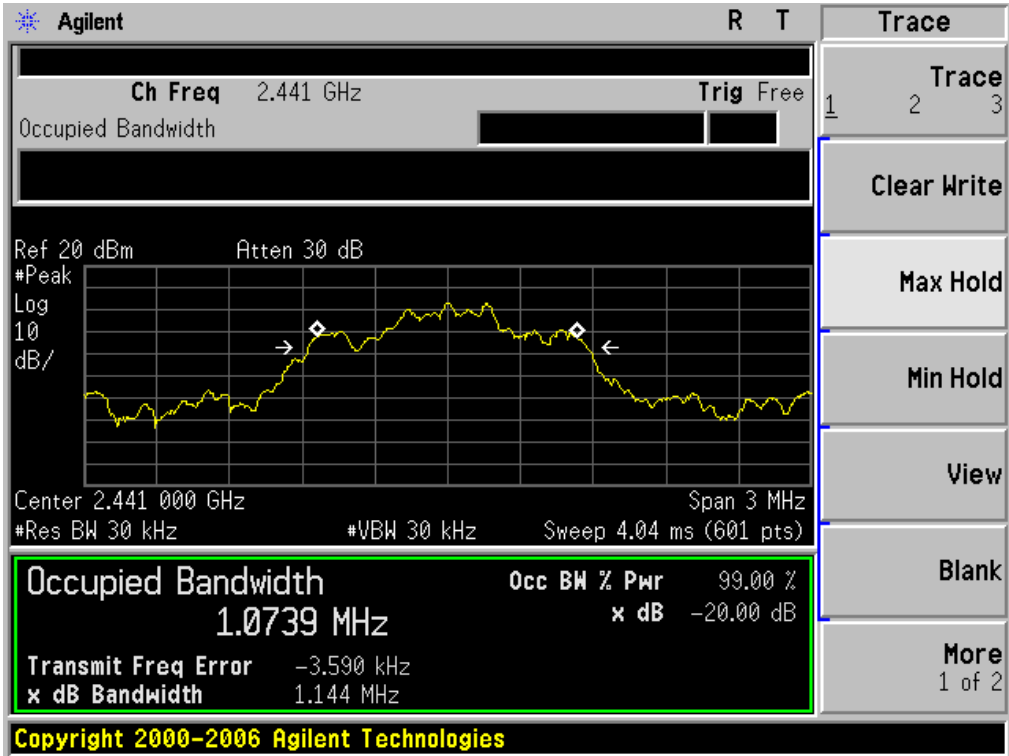 Agilent R T
Ch Freq 2.441 GHz Trig Free
Occupied Bandwidth
Ref 20 dBm Atten 30 dB
#Peak
Log
10
dB/
Center 2.441 000 GHz Span 3 MHz
#Res BW 30 kHz #VBW 30 kHz Sweep 4.04 ms (601 pts)
Occupied Bandwidth Occ BW % Pwr 99.00 %
1.0739 MHz x dB -20.00 dB
Transmit Freq Error -3.590 kHz
x dB Bandwidth 1.144 MHz
Copyright 2000-2006 Agilent Technologies
Trace
Trace
1 2 3
Clear Write
Max Hold
Min Hold
View
Blank
More
1 of 2